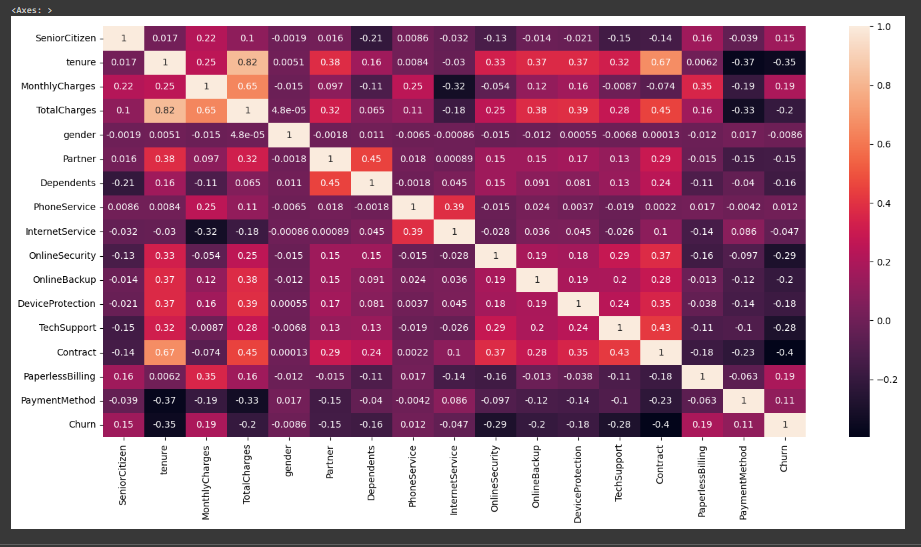 <Axes: >
SeniorCitizen 1 0.017 0.22 0.1 -0.0019 0.016 -0.21 0.0086 -0.032 -0.13 -0.014 -0.021 -0.15 -0.14 0.16 -0.039 0.15
tenure 0.017 1 0.25 0.82 0.0051 0.38 0.16 0.0084 -0.03 0.33 0.37 0.37 0.32 0.67 0.0062 -0.37 -0.35
MonthlyCharges 0.22 0.25 1 0.65 -0.015 0.097 -0.11 0.25 -0.32 -0.054 0.12 0.16 -0.0087 -0.074 0.35 -0.19 0.19
TotalCharges 0.1 0.82 0.65 1 4.8e-05 0.32 0.065 0.11 -0.18 0.25 0.38 0.39 0.28 0.45 0.16 -0.33 -0.2
gender -0.0019 0.0051 -0.015 4.8e-05 1 -0.0018 0.011 -0.0065 -0.00086 -0.015 -0.012 0.00055 -0.0068 0.00013 -0.012 0.017 -0.0086
Partner 0.016 0.38 0.097 0.32 -0.0018 1 0.45 0.018 0.00089 0.15 0.15 0.17 0.13 0.29 -0.015 -0.15 -0.15
Dependents -0.21 0.16 -0.11 0.065 0.011 0.45 1 -0.0018 0.045 0.15 0.091 0.081 0.13 0.24 -0.11 -0.04 -0.16
PhoneService 0.0086 0.0084 0.25 0.11 -0.0065 0.018 -0.0018 1 0.39 -0.015 0.024 0.0037 -0.019 0.0022 0.017 -0.0042 0.012
InternetService -0.032 -0.03 -0.32 -0.18 -0.00086 0.00089 0.045 0.39 1 -0.028 0.036 0.045 -0.026 0.1 -0.14 0.086 -0.047
OnlineSecurity -0.13 0.33 -0.054 0.25 -0.015 0.15 0.15 -0.015 -0.028 1 0.19 0.18 0.29 0.37 -0.16 -0.097 -0.29
OnlineBackup -0.014 0.37 0.12 0.38 -0.012 0.15 0.091 0.024 0.036 0.19 1 0.19 0.2 0.28 -0.013 -0.12 -0.2
DeviceProtection -0.021 0.37 0.16 0.39 0.00055 0.17 0.081 0.0037 0.045 0.18 0.19 1 0.24 0.35 -0.038 -0.14 -0.18
TechSupport -0.15 0.32 -0.0087 0.28 -0.0068 0.13 0.13 -0.019 -0.026 0.29 0.2 0.24 1 0.43 -0.11 -0.1 -0.28
Contract -0.14 0.67 -0.074 0.45 0.00013 0.29 0.24 0.0022 0.1 0.37 0.28 0.35 0.43 1 -0.18 -0.23 -0.4
PaperlessBilling 0.16 0.0062 0.35 0.16 -0.012 -0.015 -0.11 0.017 -0.14 -0.16 -0.013 -0.038 -0.11 -0.18 1 -0.063 0.19
PaymentMethod -0.039 -0.37 -0.19 -0.33 0.017 -0.15 -0.04 -0.0042 0.086 -0.097 -0.12 -0.14 -0.1 -0.23 -0.063 1 0.11
Churn 0.15 -0.35 0.19 -0.2 -0.0086 -0.15 -0.16 0.012 -0.047 -0.29 -0.2 -0.18 -0.28 -0.4 0.19 0.11 1
SeniorCitizen
tenure
MonthlyCharges
TotalCharges
gender
Partner
Dependents
PhoneService
InternetService
OnlineSecurity
OnlineBackup
DeviceProtection
TechSupport
Contract
PaperlessBilling
PaymentMethod
Churn
1.0
0.8
0.6
0.4
0.2
0.0
−0.2